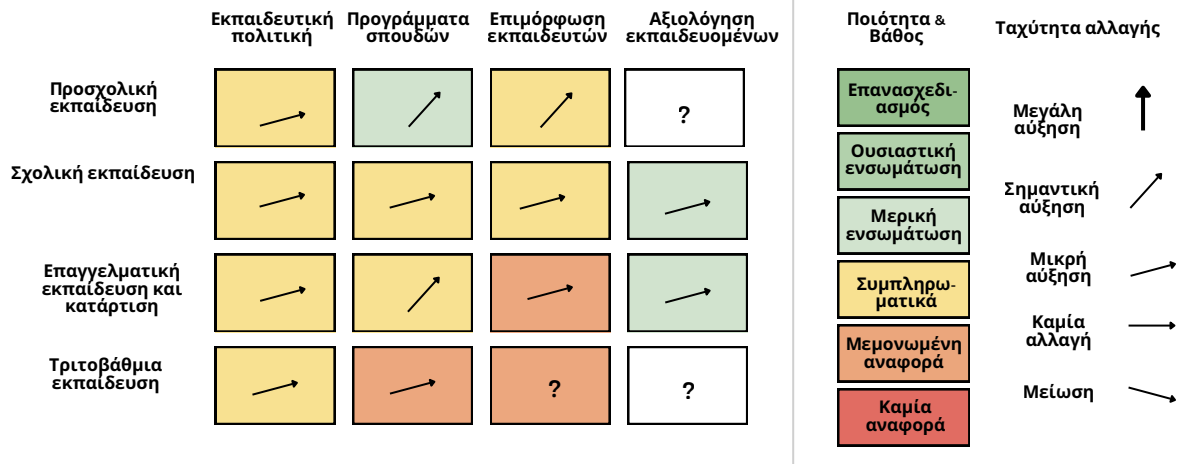 Εκπαιδευτική
πολιτική
Προγράμματα
σπουδών
Επιμόρφωση
εκπαιδευτών
Αξιολόγηση
εκπαιδευομένων
Προσχολική
εκπαίδευση
?
Σχολική εκπαίδευση
Επαγγελματική
εκπαίδευση και
κατάρτιση
Τριτοβάθμια
εκπαίδευση
?
?
Ποιότητα &
Βάθος
Ταχύτητα αλλαγής
Επανασχεδι-
ασμός
Ουσιαστική
ενσωμάτωση
Μερική
ενσωμάτωση
Συμπληρω-
ματικά
Μεμονωμένη
αναφορά
Καμία
αναφορά
Μεγάλη
αύξηση
Σημαντική
αύξηση
Μικρή
αύξηση
Καμία
αλλαγή
Μείωση